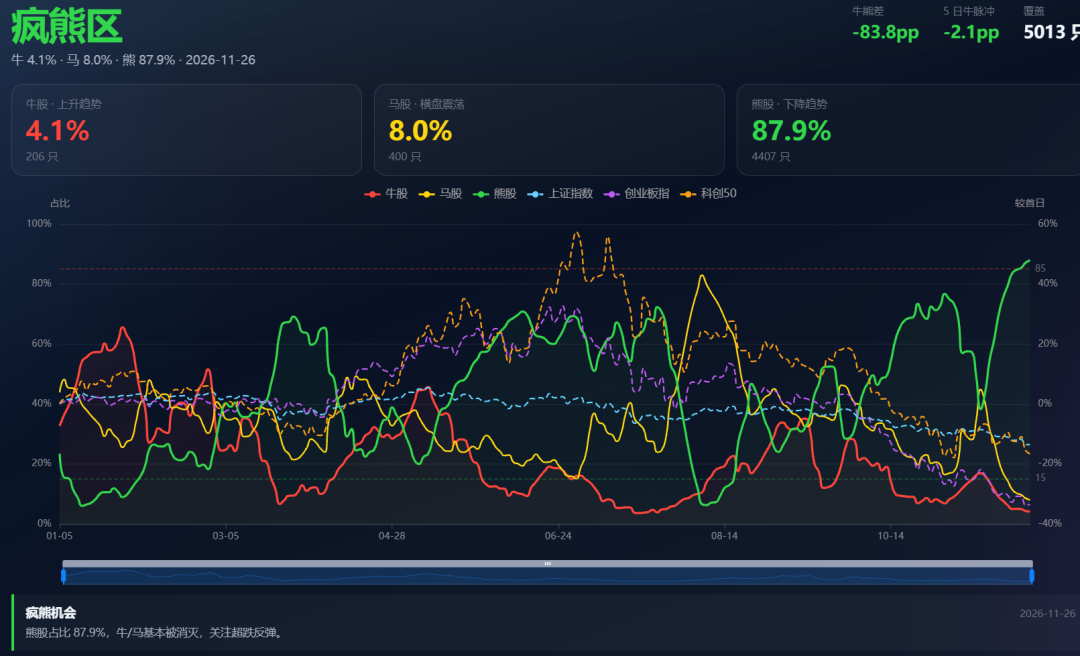 疯熊区
牛 4.1% · 马 8.0% · 熊 87.9% · 2026-11-26
牛熊差 5 日牛脉冲 覆盖
-83.8pp -2.1pp 5013 只
牛股 · 上升趋势
4.1%
206 只
马股 · 横盘震荡
8.0%
400 只
熊股 · 下降趋势
87.9%
4407 只
牛股 马股 熊股 上证指数 创业板指 科创50
占比 较首日
100% 60%
85
80% 40%
60% 20%
40% 0%
20% -20%
15
0% -40%
01-05 03-05 04-28 06-24 08-14 10-14
疯熊机会 2026-11-26
熊股占比 87.9%，牛/马基本被消灭，关注超跌反弹。